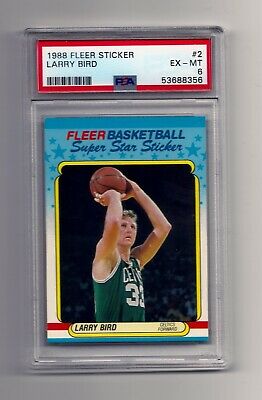 1988 FLEER STICKER #2
LARRY BIRD EX - MT
PSA 6
53688356
FLEER BASKETBALL
Super Star Sticker
CELTICS
33
LARRY BIRD
CELTICS
FORWARD